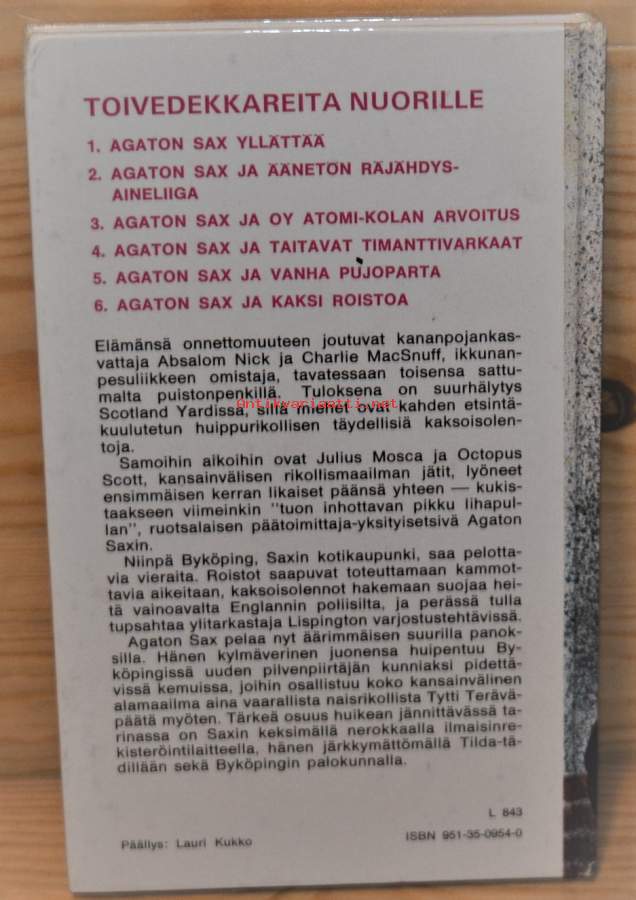 TOIVEDEKKAREITA NUORILLE
1. AGATON SAX YLLÄTTÄÄ
2. AGATON SAX JA ÄÄNETÖN RÄJÄHDYS-
AINELIIGA
3. AGATON SAX JA OY ATOMI-KOLAN ARVOITUS
4. AGATON SAX JA TAITAVAT TIMANTTIVARKAAT
5. AGATON SAX JA VANHA PUJOPARTA
6. AGATON SAX JA KAKSI ROISTOA
Elämänsä onnettomuuteen joutuvat kananpojankas-
vattaja Absalom Nick ja Charlie MacSnuff, ikkunan-
pesuliikkeen omistaja, tavatessaan toisensa sattu-
malta puistonpenkillä. Tuloksena on suurhälytys
Antikvariaatti.net
Scotland Yardissa, sillä miehet ovat kahden etsintä-
kuulutetun huippurikollisen täydellisiä kaksoisolen-
toja.
Samoihin aikoihin ovat Julius Mosca ja Octopus
Scott, kansainvälisen rikollismaailman jätit, lyöneet
ensimmäisen kerran likaiset päänsä yhteen — kukis-
taakseen viimeinkin "tuon inhottavan pikku lihapul-
lan", ruotsalaisen päätoimittaja-yksityisetsivä Agaton
Saxin.
Niinpä Byköping, Saxin kotikaupunki, saa pelotta-
via vieraita. Roistot saapuvat toteuttamaan kammot-
tavia aikeitaan, kaksoisolennot hakemaan suojaa hei-
tä vainoavalta Englannin poliisilta, ja perässä tulla
tupsahtaa ylitarkastaja Lispington varjostustehtävissä.
Agaton Sax pelaa nyt äärimmäisen suurilla panok-
silla. Hänen kylmäverinen juonensa huipentuu By-
köpingissä uuden pilvenpiirtäjän kunniaksi pidettä-
vissä kemuissa, joihin osallistuu koko kansainvälinen
alamaailma aina vaarallista naisrikollista Tytti Terävä-
päätä myöten. Tärkeä osuus huikean jännittävässä ta-
rinassa on Saxin keksimällä nerokkaalla ilmaisinre-
kisteröintilaitteella, hänen järkkymättömällä Tilda-tä-
dillään sekä Byköpingin palokunnalla.
L 843
Päällys: Lauri Kukko
ISBN 951-35-0954-0